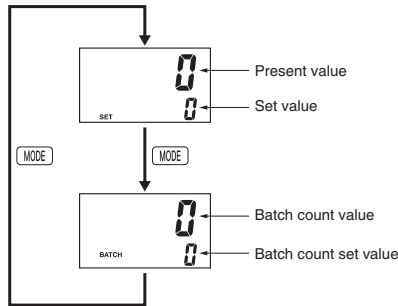 0
Present value
0
Set value
SET
MODE
MODE
0
Batch count value
BATCH
0
Batch count set value